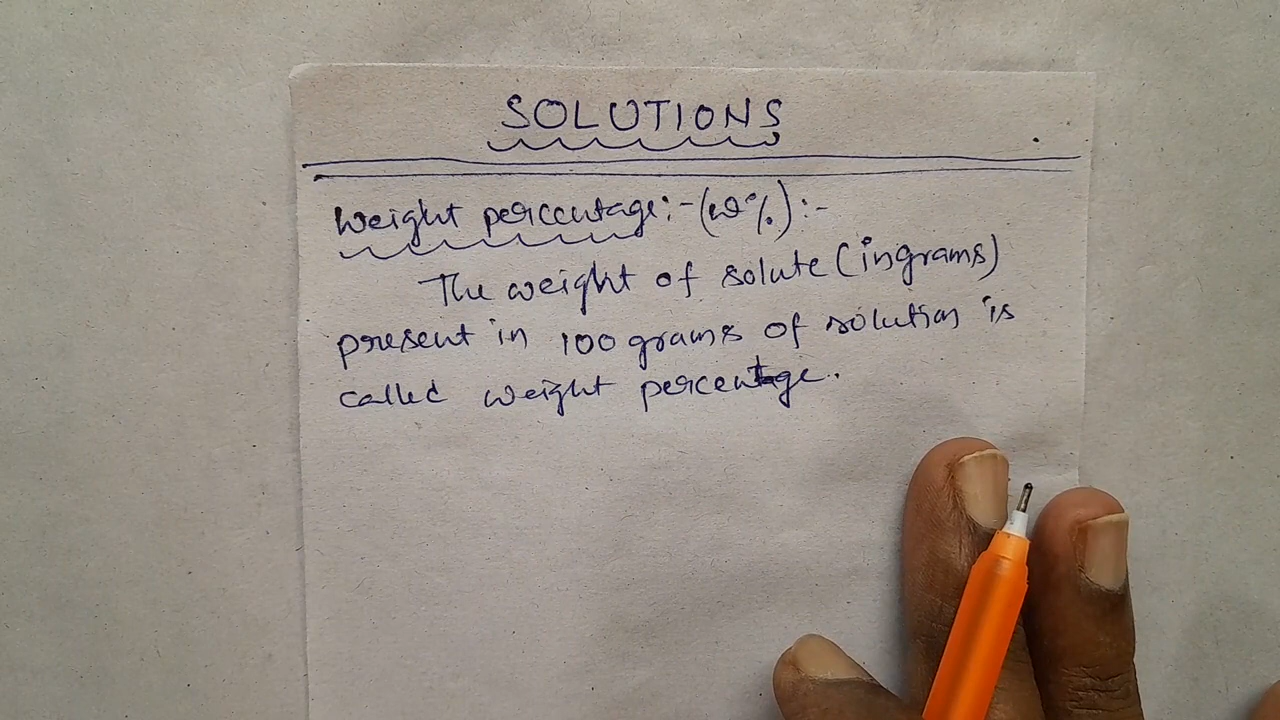 SOLUTIONS
Weight percentage:-(w%):-
The weight of solute (in grams)
present in 100 grams of solution is
called weight percentage.